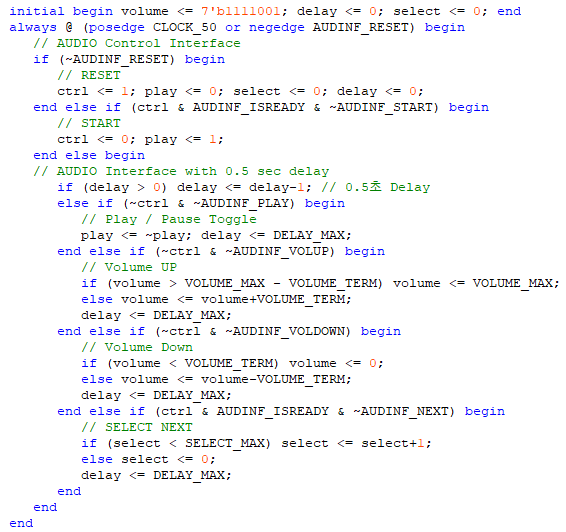 initial begin volume <= 7'b1111001; delay <= 0; select <= 0; end
always @ (posedge CLOCK_50 or negedge AUDINF_RESET) begin
// AUDIO Control Interface
if (~AUDINF_RESET) begin
// RESET
ctrl <= 1; play <= 0; select <= 0; delay <= 0;
end else if (ctrl & AUDINF_ISREADY & ~AUDINF_START) begin
// START
ctrl <= 0; play <= 1;
end else begin
// AUDIO Interface with 0.5 sec delay
if (delay > 0) delay <= delay-1; // 0.5초 Delay
else if (~ctrl & ~AUDINF_PLAY) begin
// Play / Pause Toggle
play <= ~play; delay <= DELAY_MAX;
end else if (~ctrl & ~AUDINF_VOLUP) begin
// Volume UP
if (volume > VOLUME_MAX - VOLUME_TERM) volume <= VOLUME_MAX;
else volume <= volume+VOLUME_TERM;
delay <= DELAY_MAX;
end else if (~ctrl & ~AUDINF_VOLDOWN) begin
// Volume Down
if (volume < VOLUME_TERM) volume <= 0;
else volume <= volume-VOLUME_TERM;
delay <= DELAY_MAX;
end else if (ctrl & AUDINF_ISREADY & ~AUDINF_NEXT) begin
// SELECT NEXT
if (select < SELECT_MAX) select <= select+1;
else select <= 0;
delay <= DELAY_MAX;
end
end
end